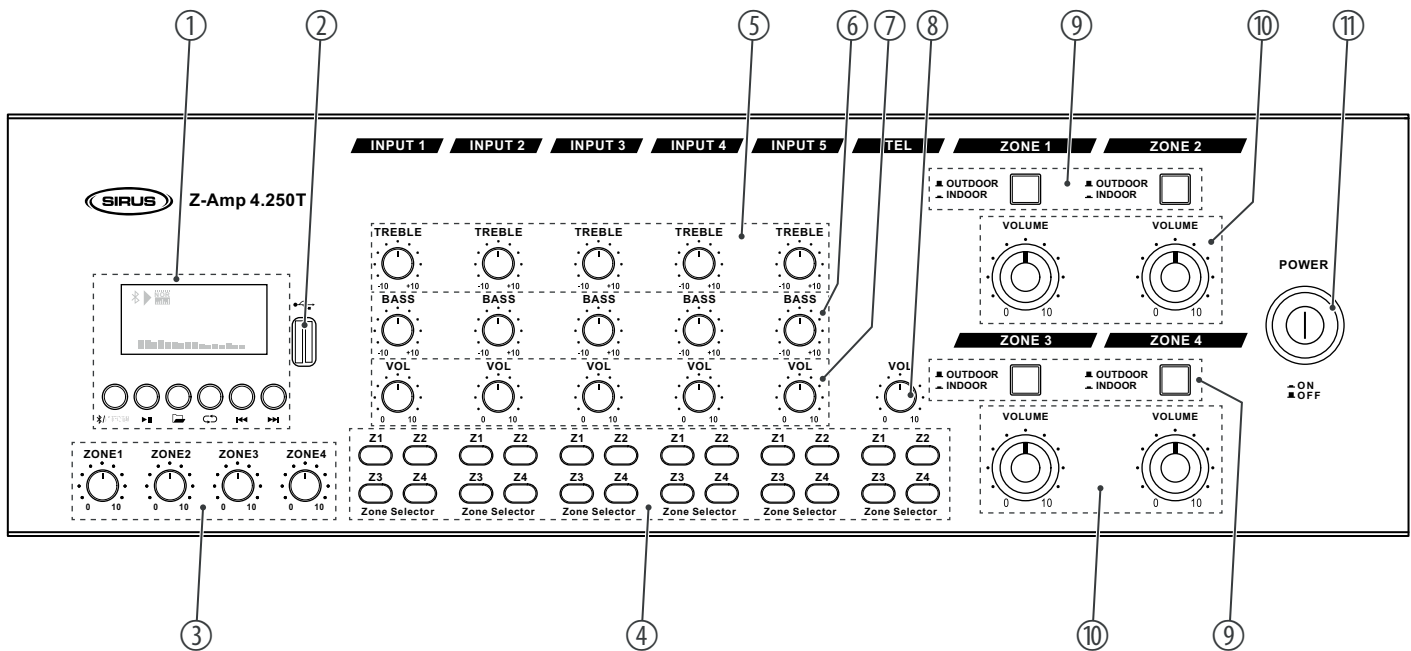 ① ② ⑤ ⑥ ⑦ ⑧ ⑨ ⑩ ⑪
INPUT 1 INPUT 2 INPUT 3 INPUT 4 INPUT 5 TEL ZONE 1 ZONE 2
SIRUS Z-Amp 4.250T
OUTDOOR OUTDOOR
INDOOR INDOOR
TREBLE TREBLE TREBLE TREBLE TREBLE VOLUME VOLUME
-10 +10 -10 +10 -10 +10 -10 +10 -10 +10
POWER
BASS BASS BASS BASS BASS
0 10 0 10
-10 +10 -10 +10 -10 +10 -10 +10 -10 +10
ZONE 3 ZONE 4
VOL VOL VOL VOL VOL VOL
OUTDOOR OUTDOOR
INDOOR INDOOR
ON
OFF
0 10 0 10 0 10 0 10 0 10 0 10
VOLUME VOLUME
Z1 Z2 Z1 Z2 Z1 Z2 Z1 Z2 Z1 Z2 Z1 Z2
ZONE1 ZONE2 ZONE3 ZONE4
Z3 Z4 Z3 Z4 Z3 Z4 Z3 Z4 Z3 Z4 Z3 Z4
0 10 0 10 0 10 0 10
0 10 0 10
Zone Selector Zone Selector Zone Selector Zone Selector Zone Selector Zone Selector
③ ④ ⑩ ⑨